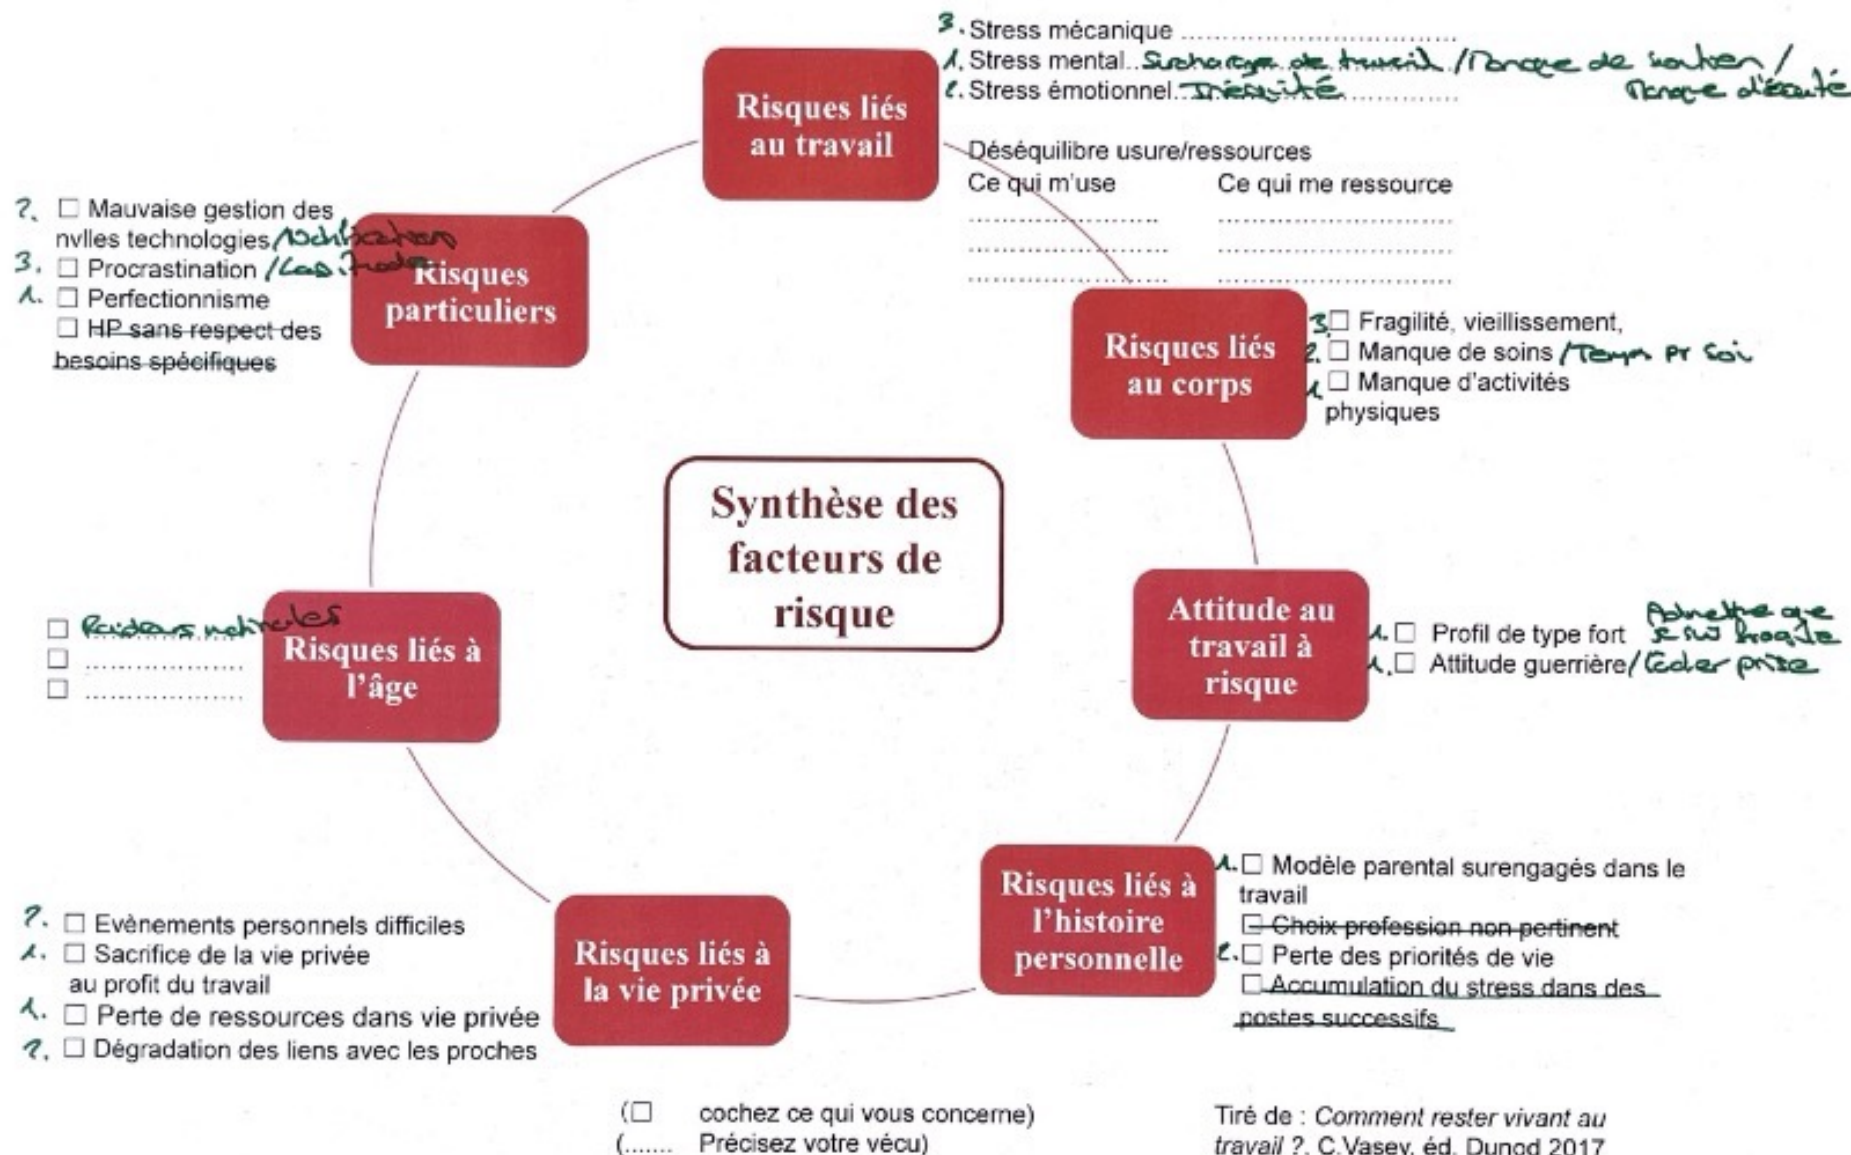 3. Stress mécanique ................
1. Stress mental.. Surcharge de travail / Manque de soutien /
2. Stress émotionnel.. Manque d'écoute
Risques liés
au travail
Déséquilibre usure/ressources
Ce qui m'use Ce qui me ressource
?. ☐ Mauvaise gestion des
nvlles technologies /
3. ☐ Procrastination /
1. ☐ Perfectionnisme
☐ HP sans respect des
besoins spécifiques
Risques
particuliers
Risques liés
au corps
3. ☐ Fragilité, vieillissement,
2. ☐ Manque de soins / Temps pr soi
1. ☐ Manque d'activités
physiques
Synthèse des
facteurs de
risque
Attitude au
travail à
risque
Admettre que
1. ☐ Profil de type fort je suis fragile
1. ☐ Attitude guerrière /
☐ Raideurs matinales
☐ ................
☐ ................
Risques liés à
l'âge
Risques liés à
l'histoire
personnelle
1. ☐ Modèle parental surengagés dans le
travail
☐ Choix profession non pertinent
2. ☐ Perte des priorités de vie
☐ Accumulation du stress dans des
postes successifs
?. ☐ Evènements personnels difficiles
1. ☐ Sacrifice de la vie privée
au profit du travail
1. ☐ Perte de ressources dans vie privée
?. ☐ Dégradation des liens avec les proches
Risques liés à
la vie privée
(☐ cochez ce qui vous concerne)
(....... Précisez votre vécu)
Tiré de : Comment rester vivant au
travail ?, C.Vasey, éd. Dunod 2017